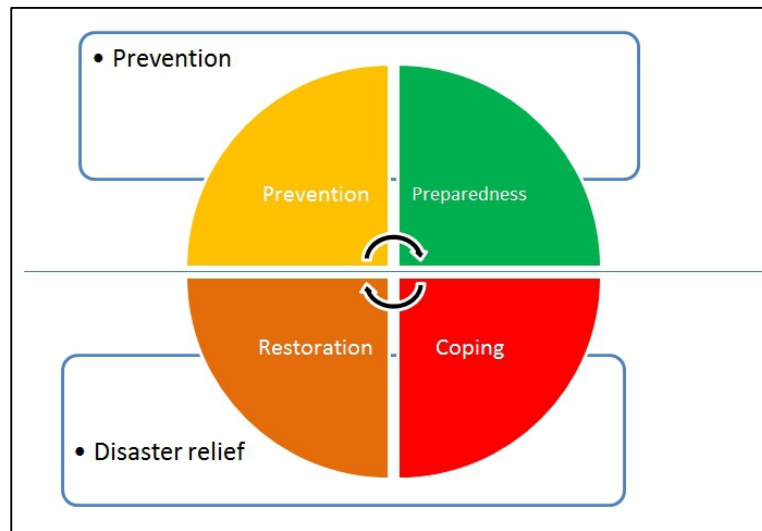 • Prevention
Prevention
Preparedness
Restoration
Coping
• Disaster relief